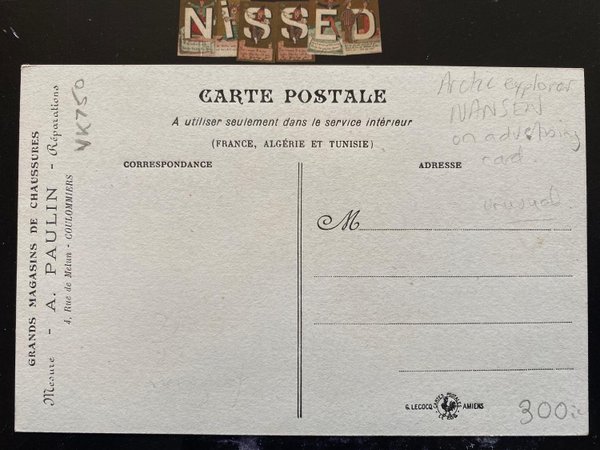 NiSSED
CARTE POSTALE
A utiliser seulement dans le service intérieur
(FRANCE, ALGÉRIE ET TUNISIE)
CORRESPONDANCE
ADRESSE
M
G. LECOCQ
AMIENS
GRANDS MAGASINS DE CHAUSSURES
Mesure - A. PAULIN - Réparations
4, Rue de Melun - COULOMMIERS
VK750
Arctic explorer
NANSEN
on advertising
card.
unusual
300